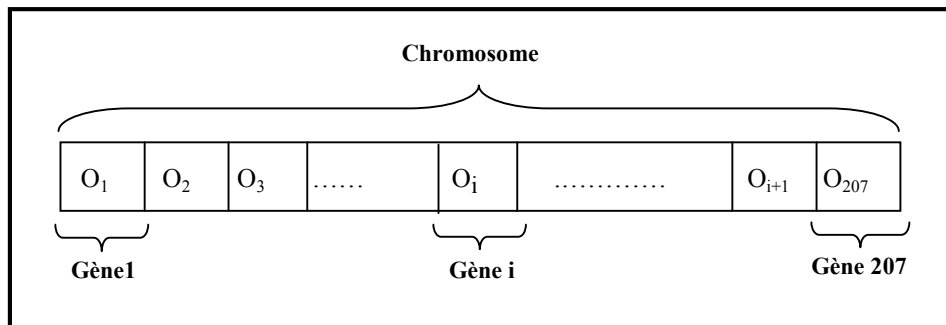 Chromosome
O1 O2 O3 ...... Oi ............. Oi+1 O207
Gène1 Gène i Gène 207